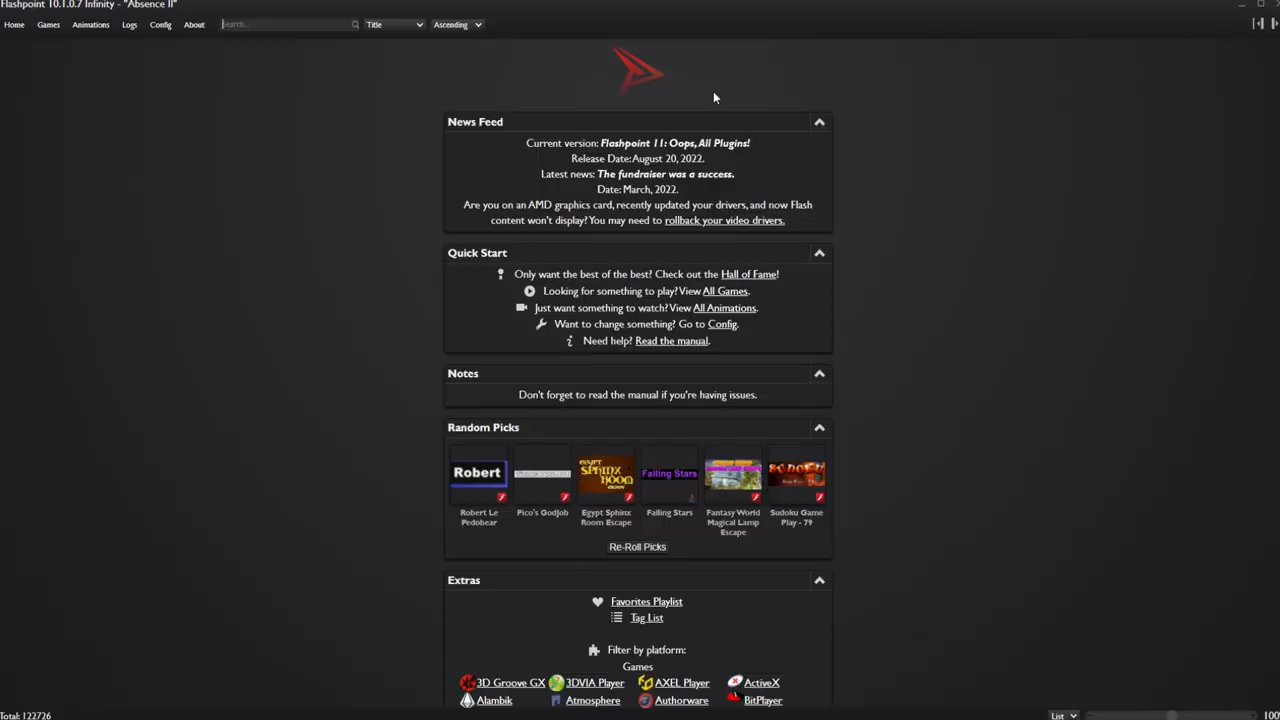 Flashpoint 10.1.0.7 Infinity - "Absence II"
Home Games Animations Logs Config About Search... Title Ascending
News Feed
Current version: Flashpoint 11: Oops, All Plugins!
Release Date: August 20, 2022.
Latest news: The fundraiser was a success.
Date: March, 2022.
Are you on an AMD graphics card, recently updated your drivers, and now Flash
content won't display? You may need to rollback your video drivers.
Quick Start
Only want the best of the best? Check out the Hall of Fame!
Looking for something to play? View All Games.
Just want something to watch? View All Animations.
Want to change something? Go to Config.
Need help? Read the manual.
Notes
Don't forget to read the manual if you're having issues.
Random Picks
Robert
EGYPT
SPHINX
ROOM
ESCAPE
Falling Stars
SUDOKU
Robert Le
Pedobear
Pico's GodJob
Egypt Sphinx
Room Escape
Falling Stars
Fantasy World
Magical Lamp
Escape
Sudoku Game
Play - 79
Re-Roll Picks
Extras
Favorites Playlist
Tag List
Filter by platform:
Games
3D Groove GX 3DVIA Player AXEL Player ActiveX
Alambik Atmosphere Authorware BitPlayer
Total: 122726 List 100